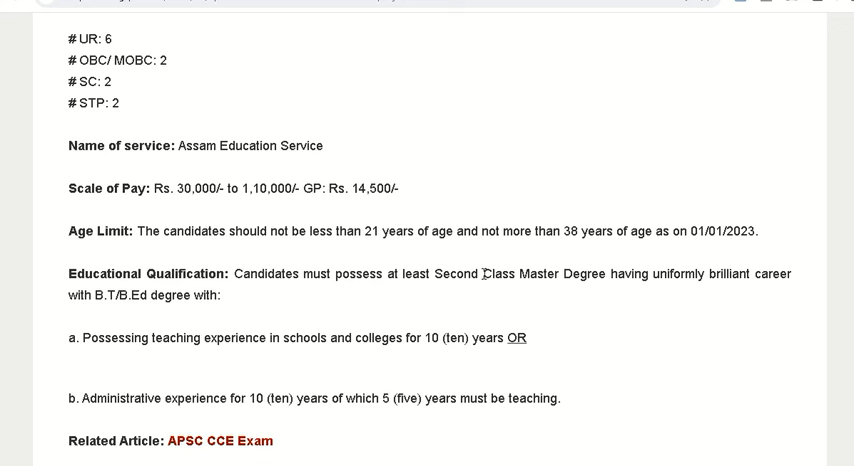 # UR: 6
# OBC/ MOBC: 2
# SC: 2
# STP: 2
Name of service: Assam Education Service
Scale of Pay: Rs. 30,000/- to 1,10,000/- GP: Rs. 14,500/-
Age Limit: The candidates should not be less than 21 years of age and not more than 38 years of age as on 01/01/2023.
Educational Qualification: Candidates must possess at least Second Class Master Degree having uniformly brilliant career
with B.T/B.Ed degree with:
a. Possessing teaching experience in schools and colleges for 10 (ten) years OR
b. Administrative experience for 10 (ten) years of which 5 (five) years must be teaching.
Related Article: APSC CCE Exam